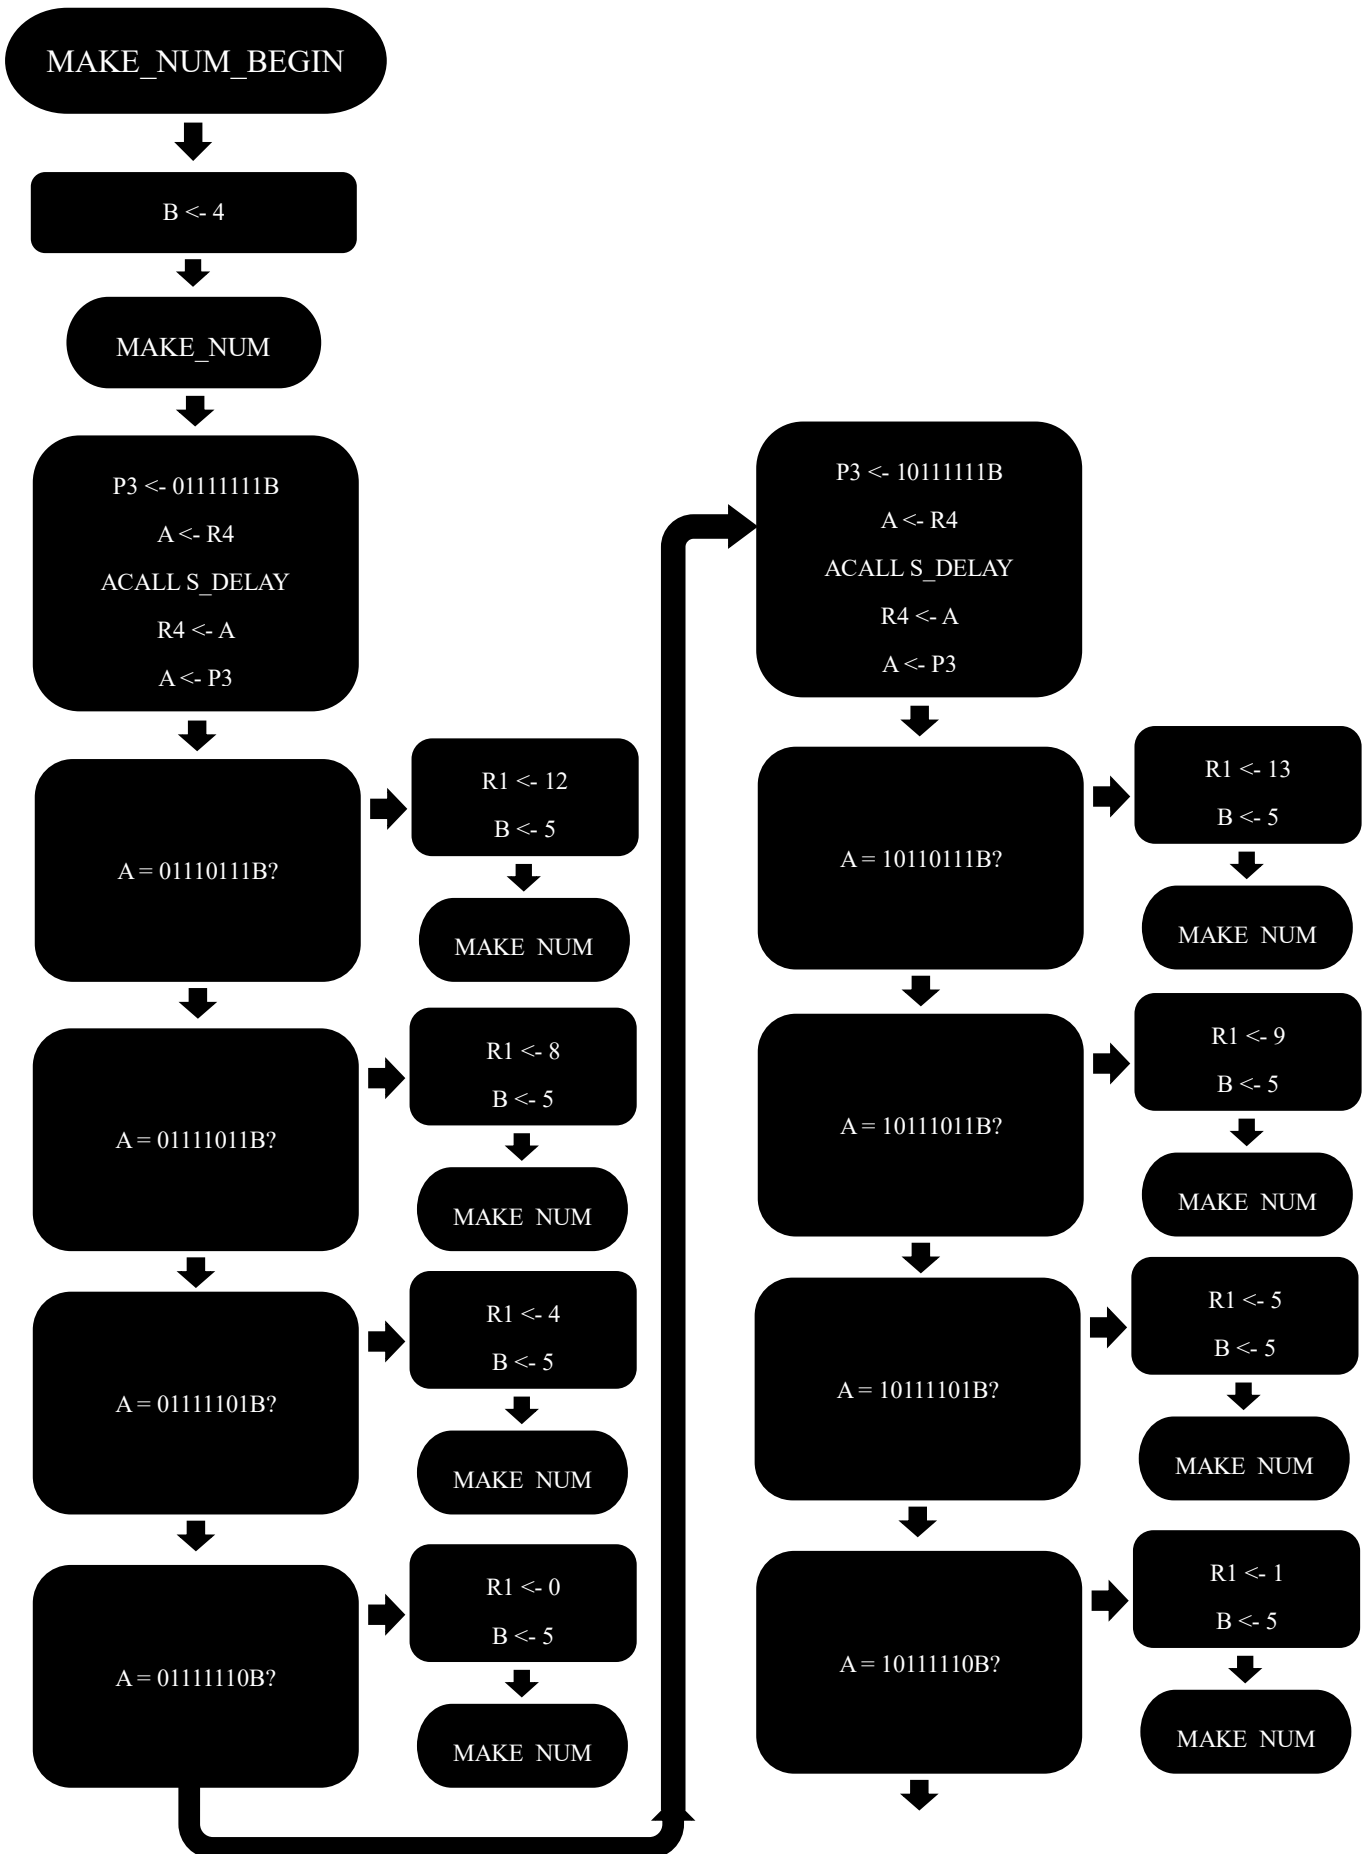 MAKE_NUM_BEGIN
B <- 4
MAKE_NUM
P3 <- 01111111B
A <- R4
ACALL S_DELAY
R4 <- A
A <- P3
A = 01110111B?
R1 <- 12
B <- 5
MAKE_NUM
A = 01111011B?
R1 <- 8
B <- 5
MAKE_NUM
A = 01111101B?
R1 <- 4
B <- 5
MAKE_NUM
A = 01111110B?
R1 <- 0
B <- 5
MAKE_NUM
P3 <- 10111111B
A <- R4
ACALL S_DELAY
R4 <- A
A <- P3
A = 10110111B?
R1 <- 13
B <- 5
MAKE_NUM
A = 10111011B?
R1 <- 9
B <- 5
MAKE_NUM
A = 10111101B?
R1 <- 5
B <- 5
MAKE_NUM
A = 10111110B?
R1 <- 1
B <- 5
MAKE_NUM